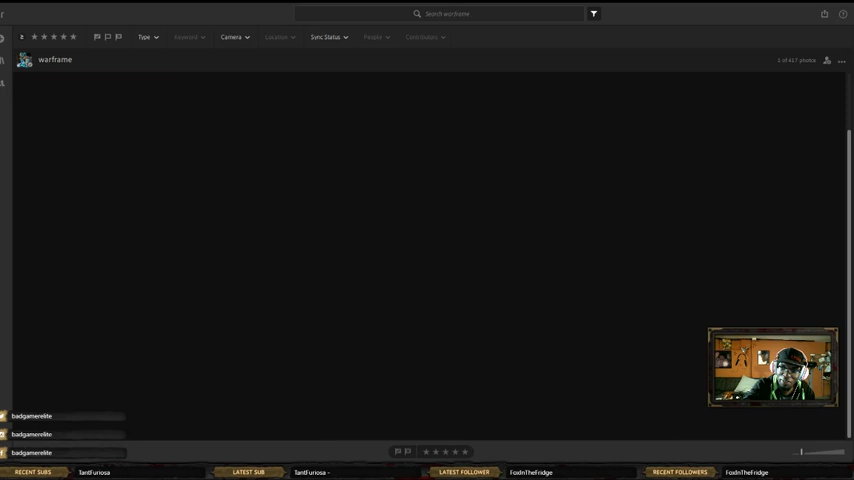 Search warframe
≥ Type Keyword Camera Location Sync Status People Contributors
warframe
1 of 417 photos
badgamerelite
badgamerelite
badgamerelite
RECENT SUBS TantFuriosa LATEST SUB TantFuriosa - LATEST FOLLOWER FoxInTheFridge RECENT FOLLOWERS FoxInTheFridge